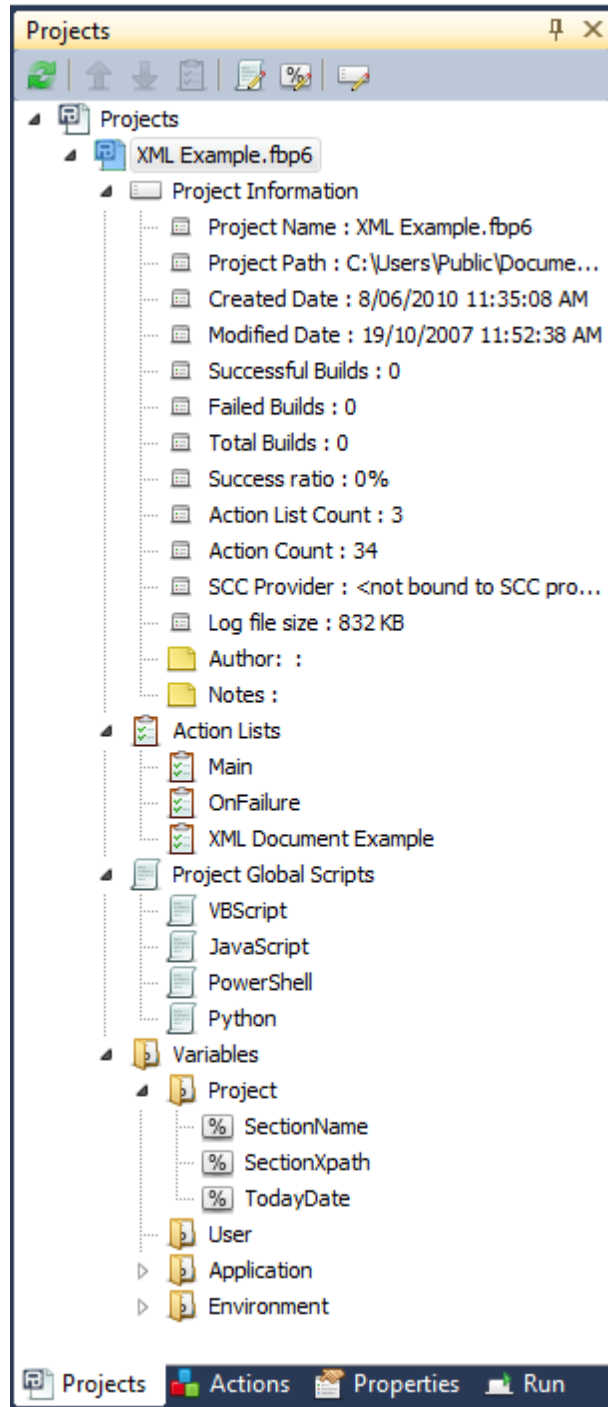 Projects
Projects
XML Example.fbp6
Project Information
Project Name : XML Example.fbp6
Project Path : C:\Users\Public\Docume...
Created Date : 8/06/2010 11:35:08 AM
Modified Date : 19/10/2007 11:52:38 AM
Successful Builds : 0
Failed Builds : 0
Total Builds : 0
Success ratio : 0%
Action List Count : 3
Action Count : 34
SCC Provider : <not bound to SCC pro...
Log file size : 832 KB
Author: :
Notes :
Action Lists
Main
OnFailure
XML Document Example
Project Global Scripts
VBScript
JavaScript
PowerShell
Python
Variables
Project
% SectionName
% SectionXpath
% TodayDate
User
Application
Environment
Projects Actions Properties Run